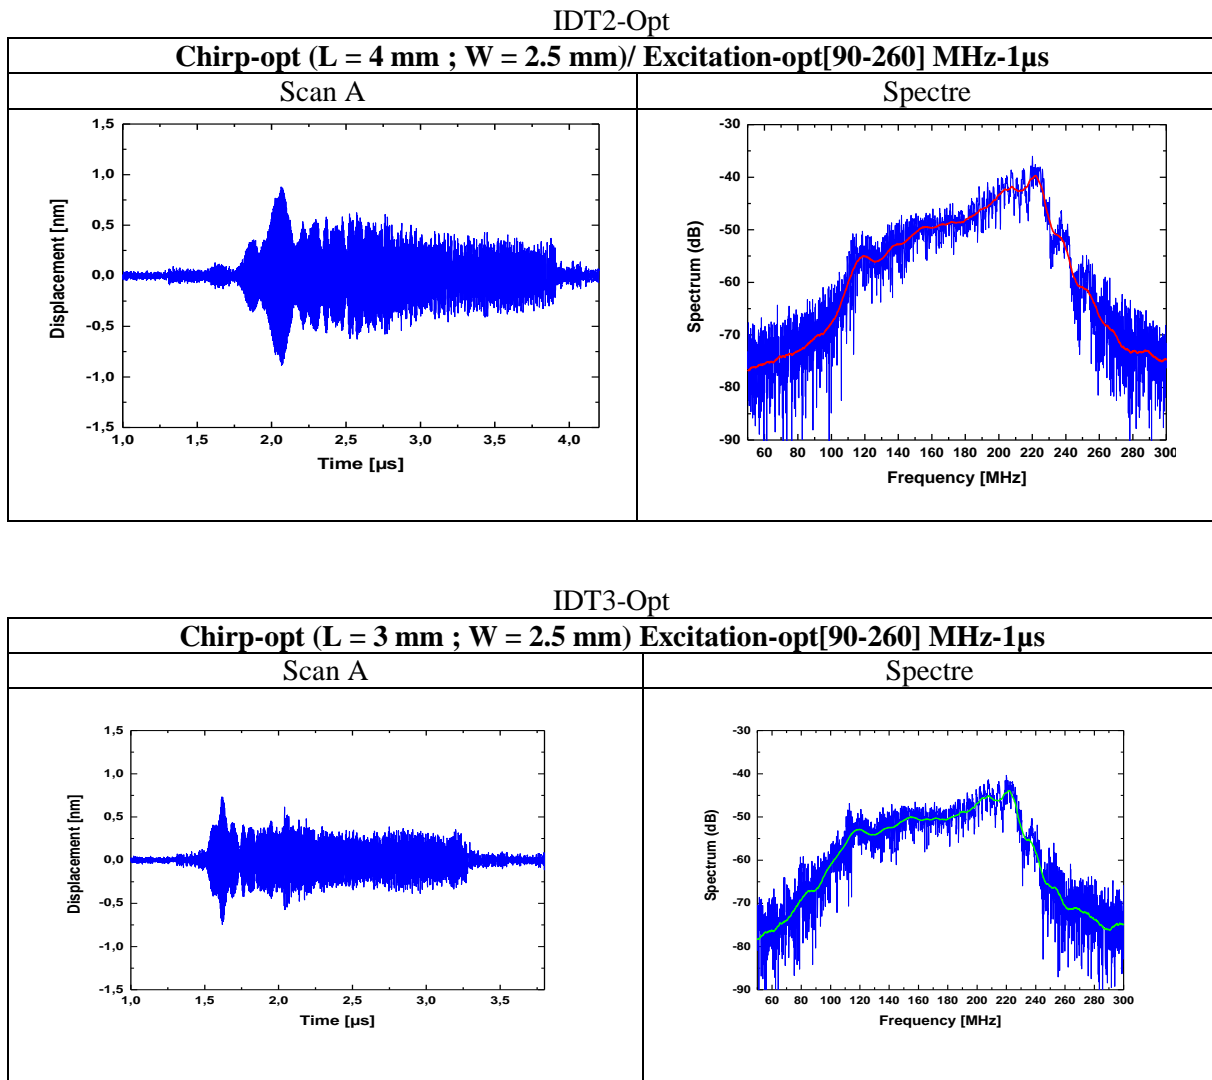 IDT2-Opt
Chirp-opt (L = 4 mm ; W = 2.5 mm)/ Excitation-opt[90-260] MHz-1µs
Scan A
Spectre
1,5
1,0
0,5
0,0
-0,5
-1,0
-1,5
Displacement [nm]
1,0 1,5 2,0 2,5 3,0 3,5 4,0
Time [µs]
-30
-40
-50
-60
-70
-80
-90
Spectrum (dB)
60 80 100 120 140 160 180 200 220 240 260 280 300
Frequency [MHz]
IDT3-Opt
Chirp-opt (L = 3 mm ; W = 2.5 mm) Excitation-opt[90-260] MHz-1µs
Scan A
Spectre
1,5
1,0
0,5
0,0
-0,5
-1,0
-1,5
Displacement [nm]
1,0 1,5 2,0 2,5 3,0 3,5
Time [µs]
-30
-40
-50
-60
-70
-80
-90
Spectrum (dB)
60 80 100 120 140 160 180 200 220 240 260 280 300
Frequency [MHz]